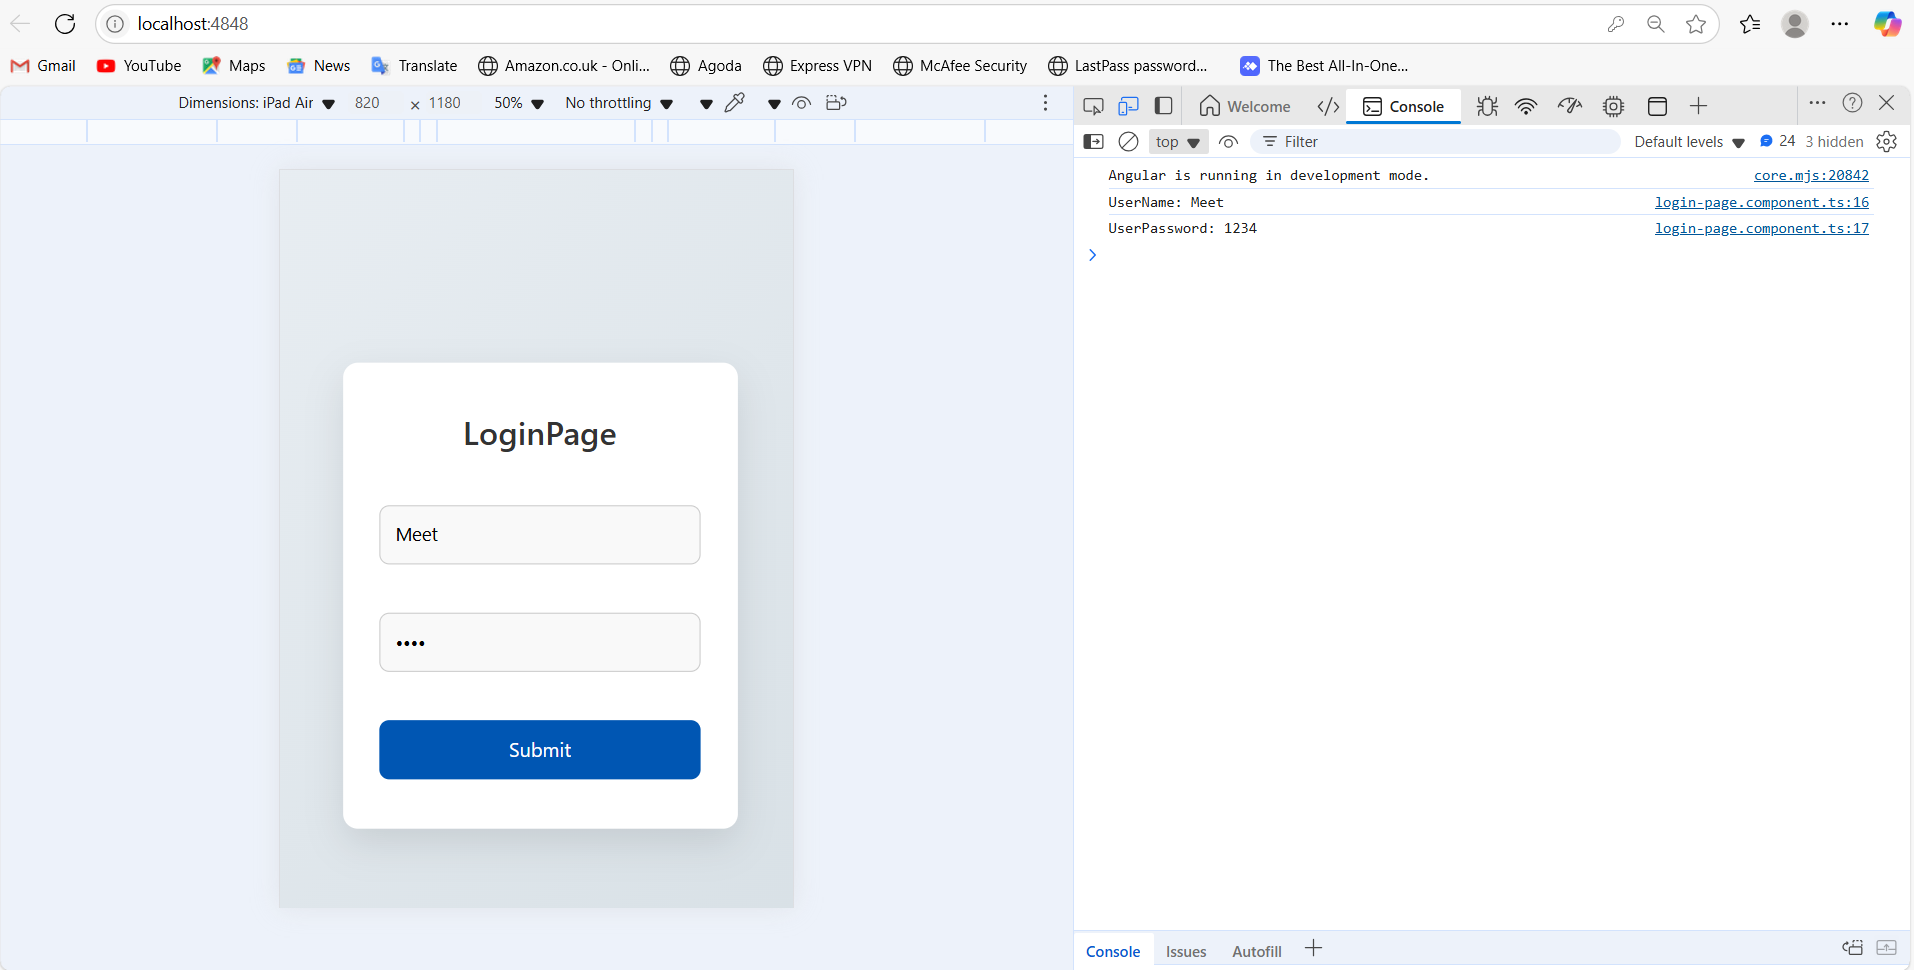 localhost:4848
Gmail YouTube Maps News Translate Amazon.co.uk - Onli... Agoda Express VPN McAfee Security LastPass password... The Best All-In-One...
Dimensions: iPad Air 820 × 1180 50% No throttling
Welcome Console
top Filter Default levels 24 3 hidden
Angular is running in development mode. core.mjs:20842
UserName: Meet login-page.component.ts:16
UserPassword: 1234 login-page.component.ts:17
LoginPage
Meet
••••
Submit
Console Issues Autofill